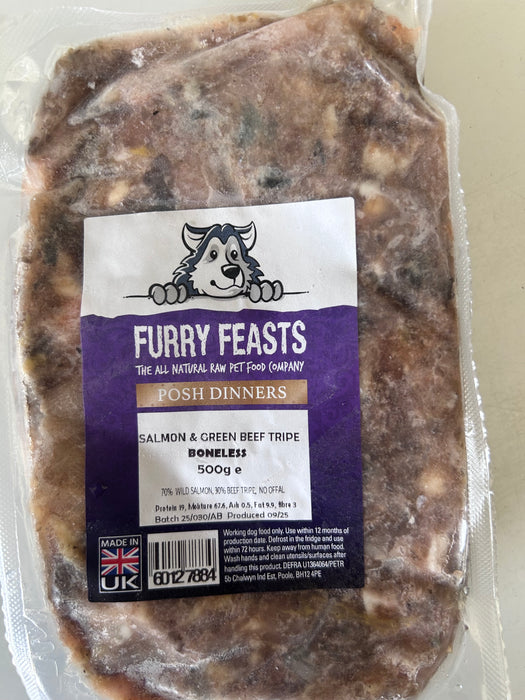 FURRY FEASTS
THE ALL NATURAL RAW PET FOOD COMPANY
POSH DINNERS
SALMON & GREEN BEEF TRIPE
BONELESS
500g e
70% WILD SALMON, 30% BEEF TRIPE, NO OFFAL
Protein 19, Moisture 67.6, Ash 0.5, Fat 9.9, fibre 3
Batch 25/090/AB Produced 09/25
MADE IN
UK
6012 7884
Working dog food only. Use within 12 months of
production date. Defrost in the fridge and use
within 72 hours. Keep away from human food.
Wash hands and clean utensils/surfaces after
handling this product. DEFRA U1364064/PETR
5b Chalwyn Ind Est, Poole. BH12 4PE